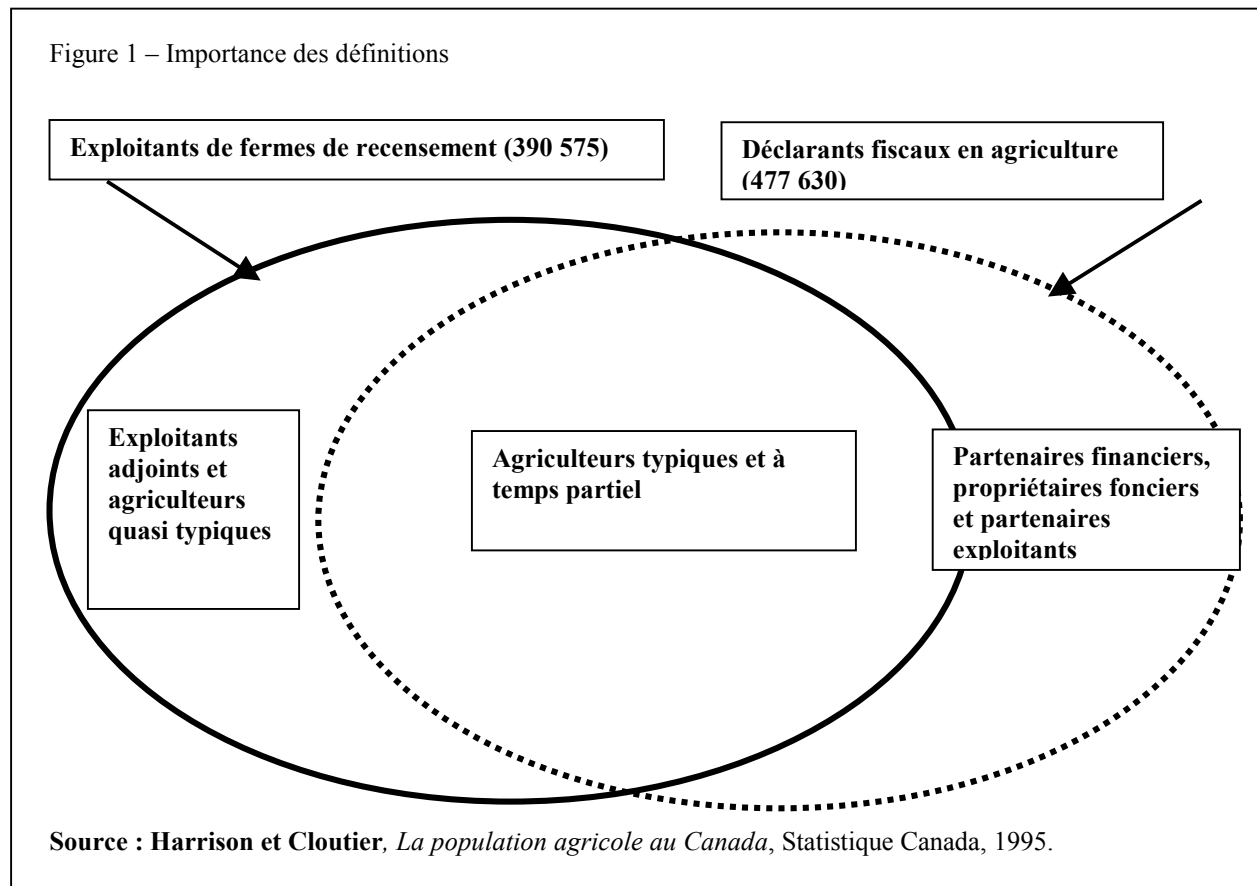 Figure 1 – Importance des définitions
Exploitants de fermes de recensement (390 575)
Déclarants fiscaux en agriculture
(477 630)
Exploitants
adjoints et
agriculteurs
quasi typiques
Agriculteurs typiques et à
temps partiel
Partenaires financiers,
propriétaires fonciers
et partenaires
exploitants
Source : Harrison et Cloutier, La population agricole au Canada, Statistique Canada, 1995.